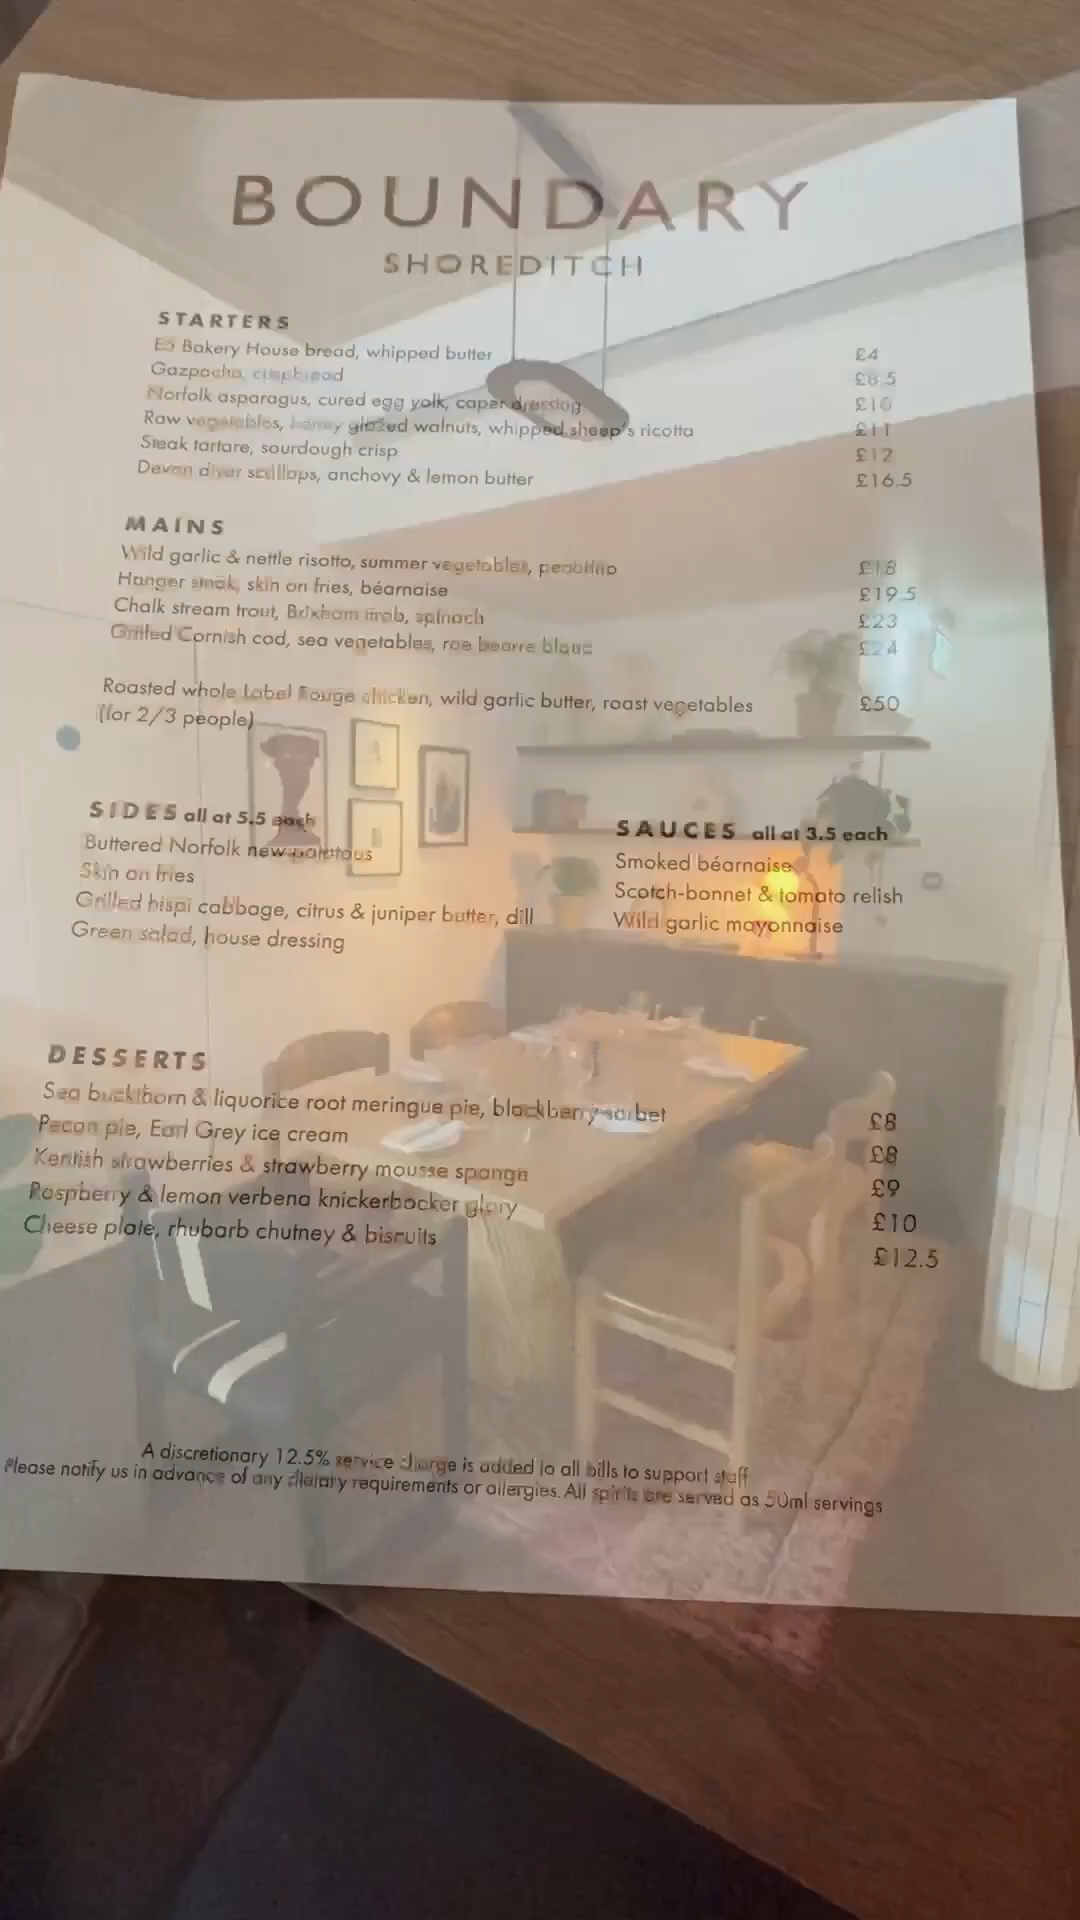 BOUNDARY
SHOREDITCH
STARTERS
E5 Bakery House bread, whipped butter £4
Gazpacho, crispbread £8.5
Norfolk asparagus, cured egg yolk, caper £10
Raw vegetables, honey glazed walnuts, whipped sheep's ricotta £11
Steak tartare, sourdough crisp £12
Devon diver scallops, anchovy & lemon butter £16.5
MAINS
Wild garlic & nettle risotto, summer vegetables, £18
Hanger steak, skin on fries, béarnaise £19.5
Chalk stream trout, Brixham crab, spinach £23
Grilled Cornish cod, sea vegetables, roe beurre blanc £24
Roasted whole Label Rouge chicken, wild garlic butter, roast vegetables £50
(for 2/3 people)
SIDES all at 5.5 each
Buttered Norfolk new potatoes
Skin on fries
Grilled hispi cabbage, citrus & juniper butter, dill
Green salad, house dressing
SAUCES all at 3.5 each
Smoked béarnaise
Scotch-bonnet & tomato relish
Wild garlic mayonnaise
DESSERTS
Sea buckthorn & liquorice root meringue pie, blackberry sorbet £8
Pecan pie, Earl Grey ice cream £8
Kentish strawberries & strawberry mousse sponge £9
Raspberry & lemon verbena knickerbocker glory £10
Cheese plate, rhubarb chutney & biscuits £12.5
A discretionary 12.5% service charge is added to all bills to support staff
Please notify us in advance of any dietary requirements or allergies. All spirits are served as 50ml servings